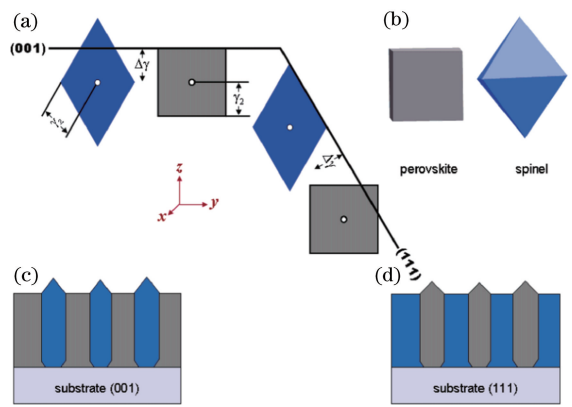 (a)
(001)
Δγ
γ₂
γ₂
Δγ
z
x
y
(111)
(b)
perovskite
spinel
(c)
substrate (001)
(d)
substrate (111)